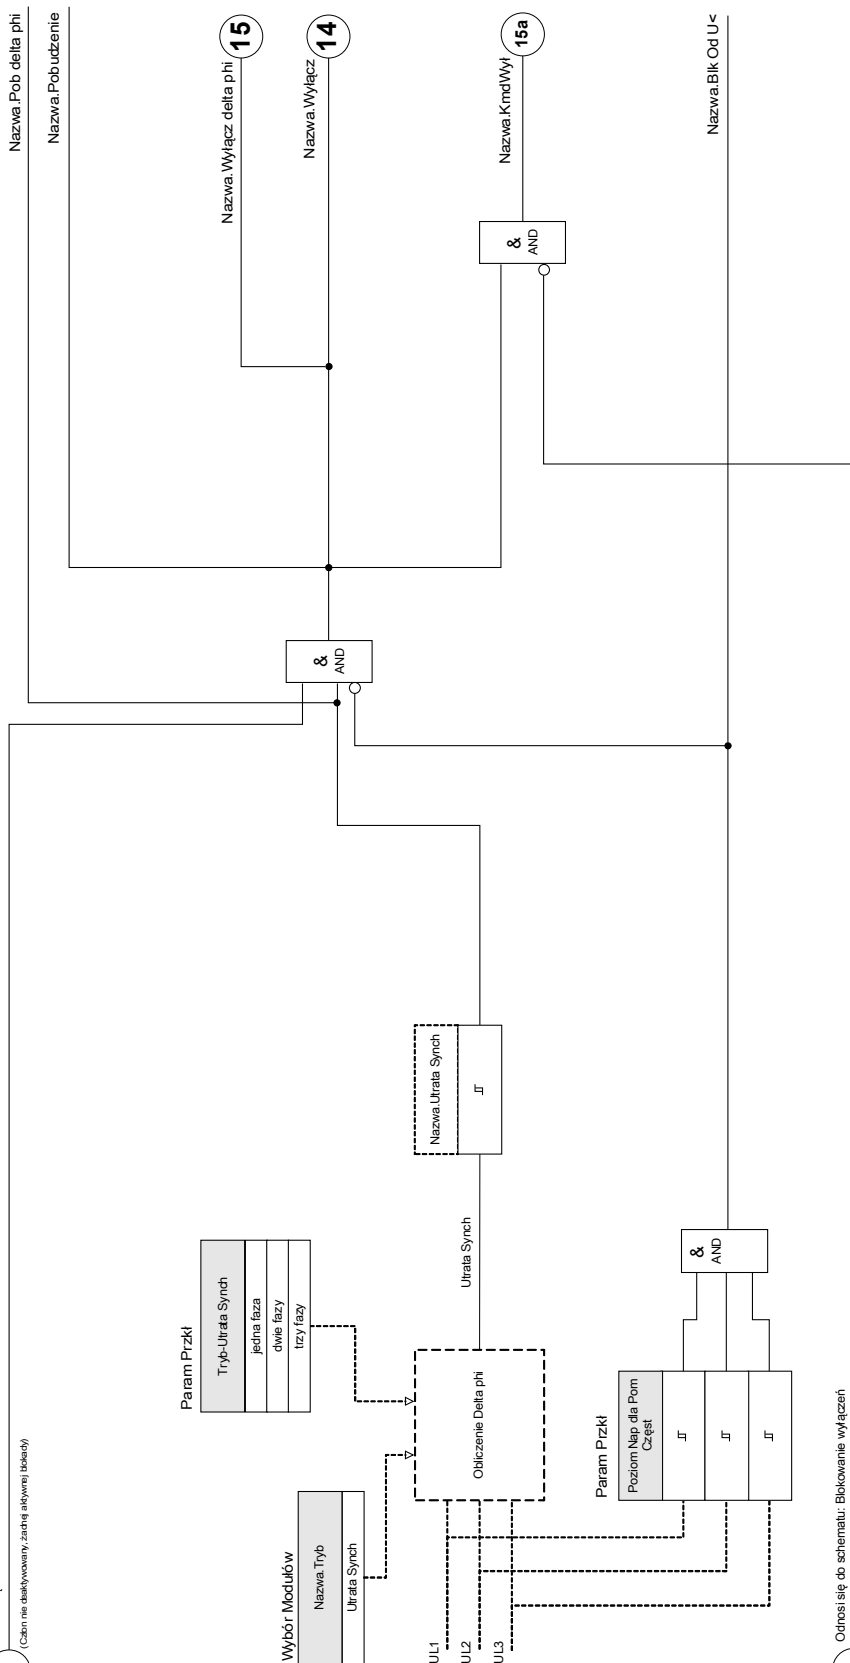 Nazwa.Pob delta phi
Nazwa.Pobudzenie
15
Nazwa.Wyłącz delta phi
14
Nazwa.Wyłącz
15a
Nazwa.KmdWył
Nazwa.Blk Od U<
&
AND
&
AND
(Człon nie deaktywowany, żadnej aktywnej blokady)
Param Przkł
Tryb-Utrata Synch
jedna faza
dwie fazy
trzy fazy
Wybór Modułów
Nazwa.Tryb
Utrata Synch
Obliczenie Delta phi
Utrata Synch
Nazwa.Utrata Synch
UL1
UL2
UL3
Param Przkł
Poziom Nap dla Pom
Częst
&
AND
Odnosi się do schematu: Blokowanie wyłączeń